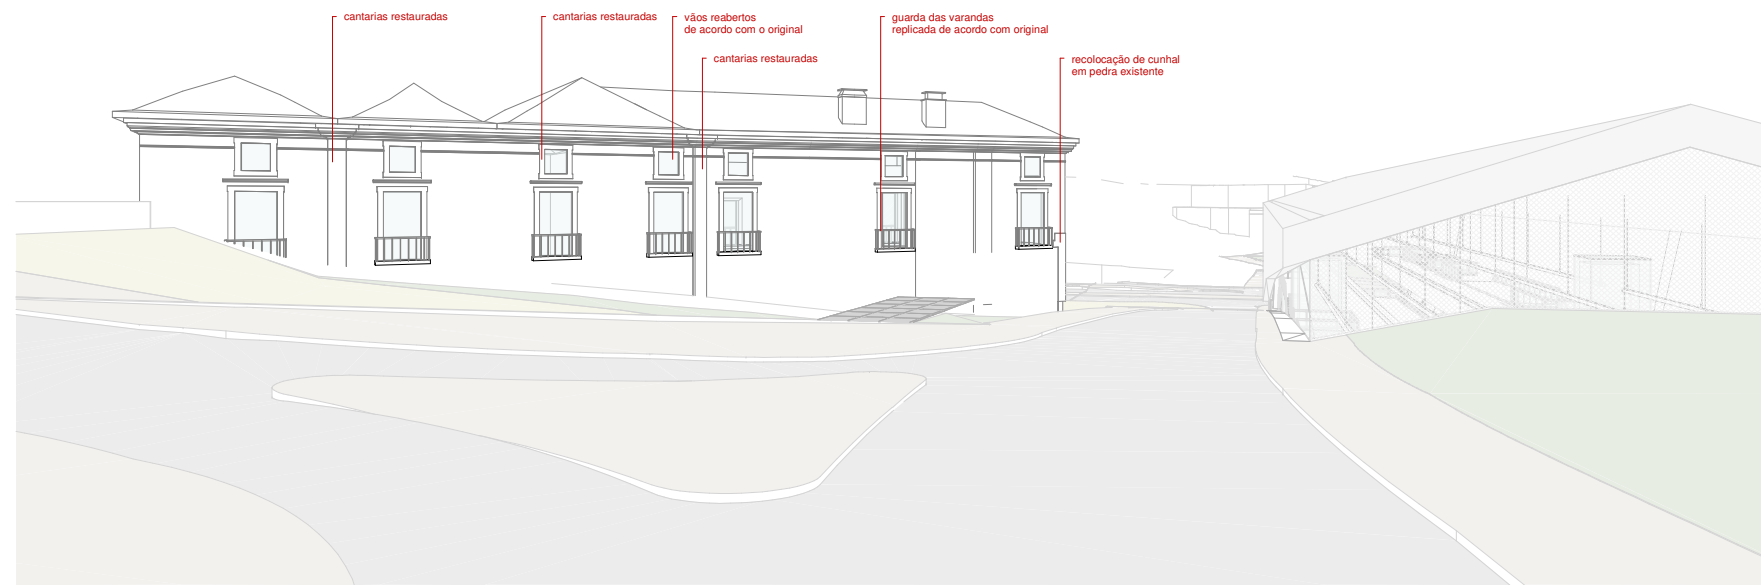 cantarias restauradas
cantarias restauradas
vãos reabertos
de acordo com o original
cantarias restauradas
guarda das varandas
replicada de acordo com original
recolocação de cunhal
em pedra existente